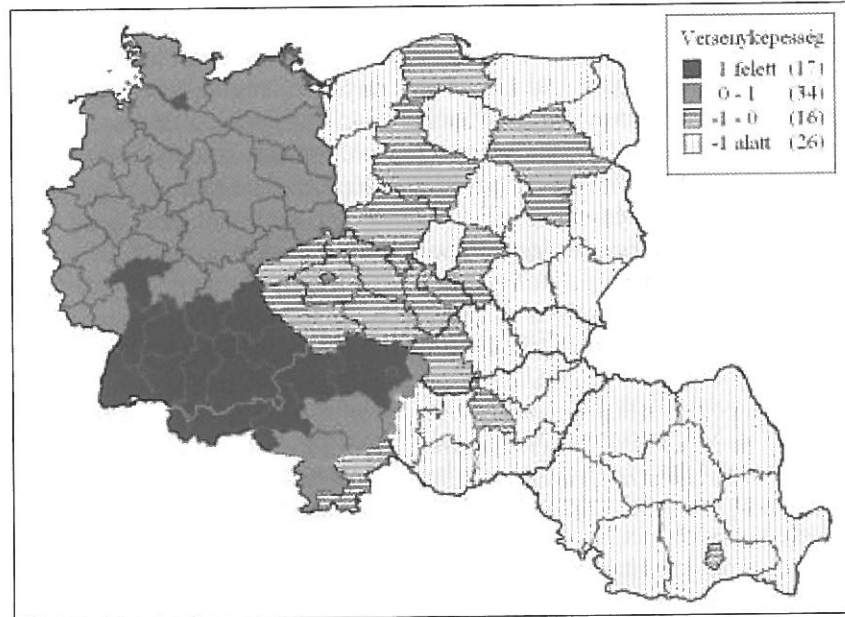 Versenyképesség
1 felett (17)
0 - 1 (34)
-1 - 0 (16)
-1 alatt (26)